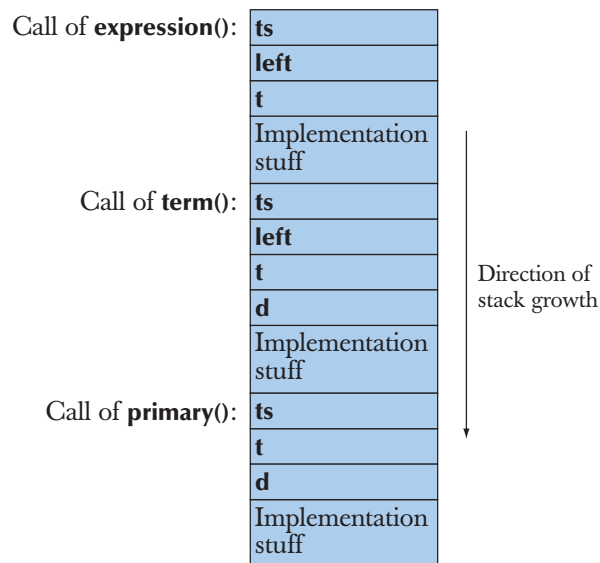 Call of expression():
ts
left
t
Implementation
stuff
Call of term():
ts
left
t
d
Implementation
stuff
Call of primary():
ts
t
d
Implementation
stuff
Direction of
stack growth